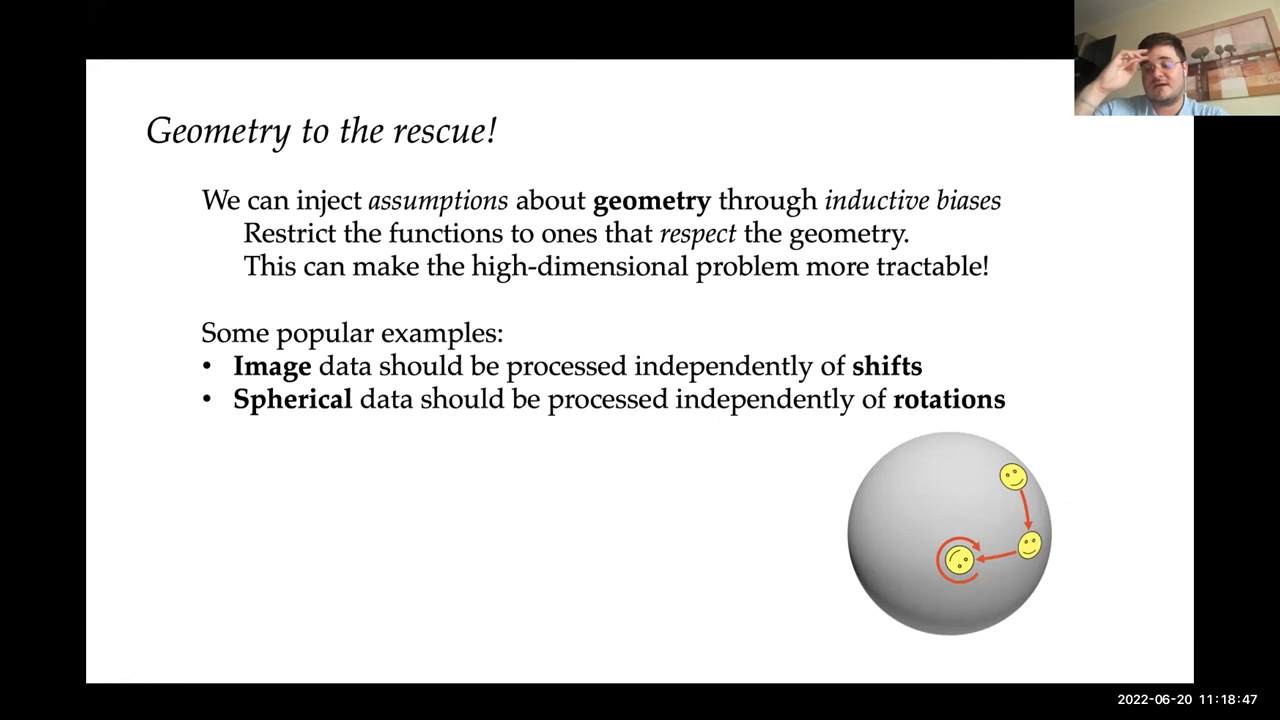 Geometry to the rescue!
We can inject assumptions about geometry through inductive biases
Restrict the functions to ones that respect the geometry.
This can make the high-dimensional problem more tractable!
Some popular examples:
• Image data should be processed independently of shifts
• Spherical data should be processed independently of rotations
2022-06-20 11:18:47